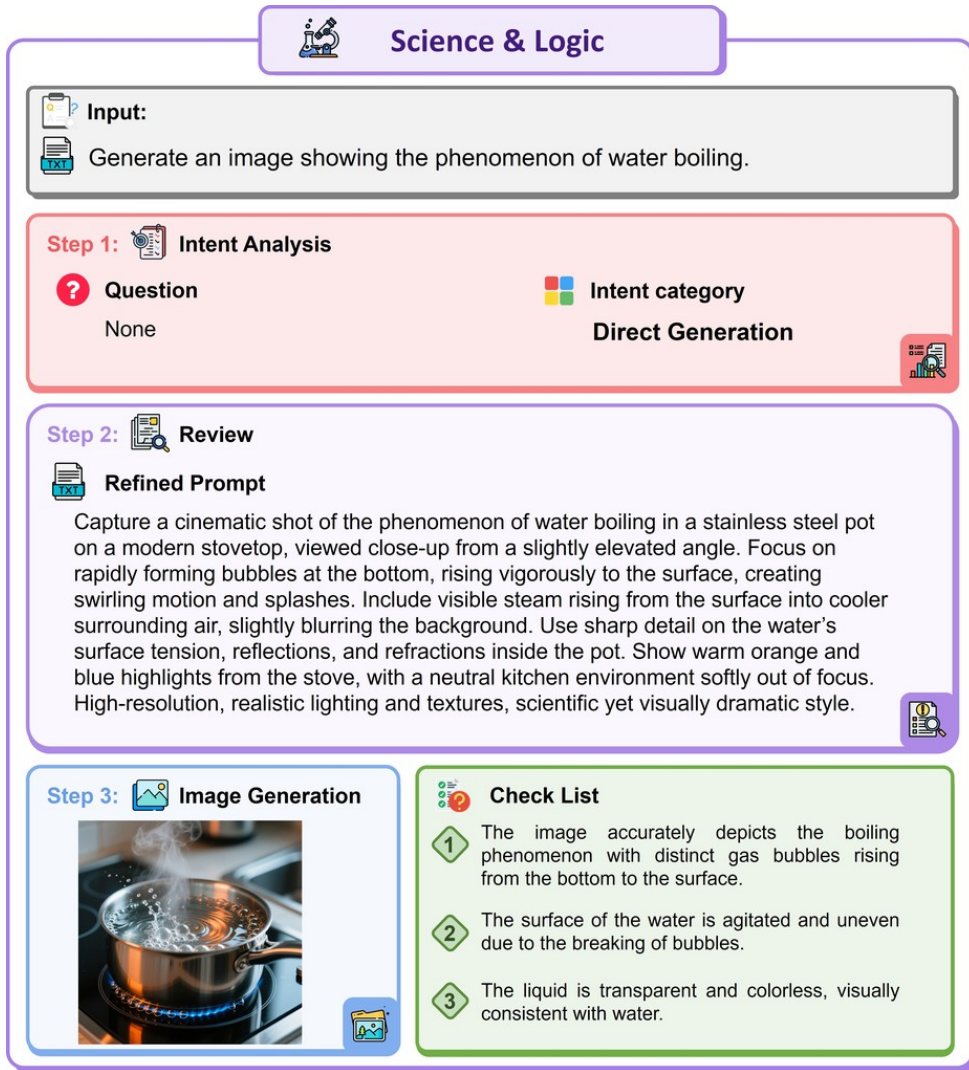 Science & Logic
Input:
TXT
Generate an image showing the phenomenon of water boiling.
Step 1: Intent Analysis
? Question
None
Intent category
Direct Generation
Step 2: Review
TXT
Refined Prompt
Capture a cinematic shot of the phenomenon of water boiling in a stainless steel pot
on a modern stovetop, viewed close-up from a slightly elevated angle. Focus on
rapidly forming bubbles at the bottom, rising vigorously to the surface, creating
swirling motion and splashes. Include visible steam rising from the surface into cooler
surrounding air, slightly blurring the background. Use sharp detail on the water's
surface tension, reflections, and refractions inside the pot. Show warm orange and
blue highlights from the stove, with a neutral kitchen environment softly out of focus.
High-resolution, realistic lighting and textures, scientific yet visually dramatic style.
Step 3: Image Generation
Check List
1 The image accurately depicts the boiling
phenomenon with distinct gas bubbles rising
from the bottom to the surface.
2 The surface of the water is agitated and uneven
due to the breaking of bubbles.
3 The liquid is transparent and colorless, visually
consistent with water.